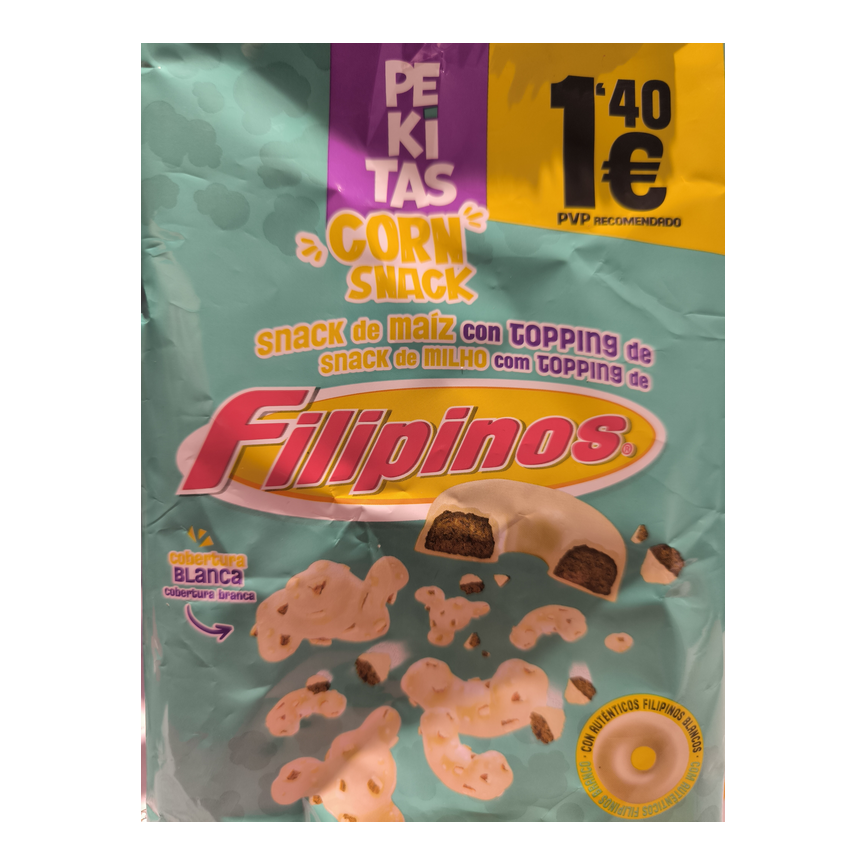 PE
KI
TAS
CORN
SNACK
1'40
€
PVP RECOMENDADO
snack de maíz con topping de
snack de milho com topping de
Filipinos®
cobertura
BLANCA
cobertura branca
· CON AUTÉNTICOS FILIPINOS BLANCOS ·
COM AUTÊNTICOS FILIPINOS BRANCO